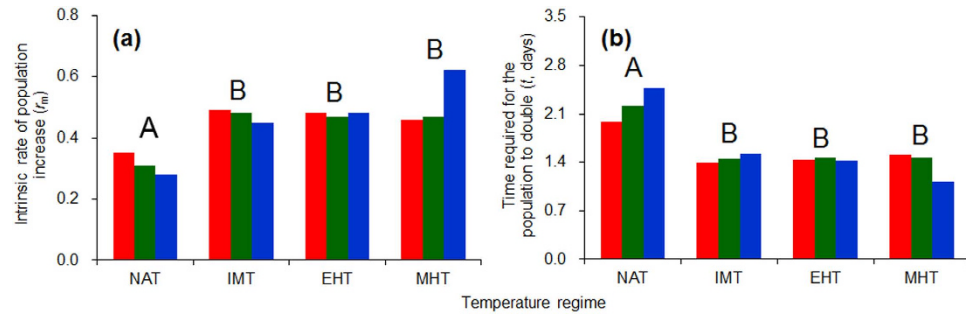 (a)
Intrinsic rate of population
increase (rm)
0.8
0.6
0.4
0.2
0.0
A
B
B
B
NAT
IMT
EHT
MHT
(b)
Time required for the
population to double (t, days)
3.5
2.8
2.1
1.4
0.7
0.0
A
B
B
B
NAT
IMT
EHT
MHT
Temperature regime